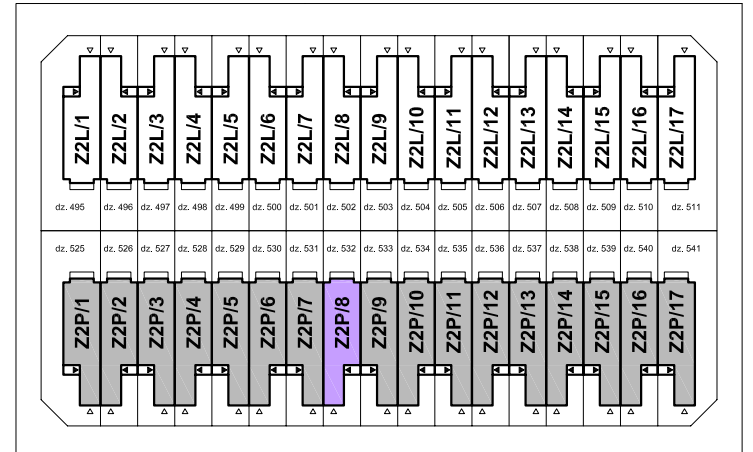 Z2L/1 Z2L/2 Z2L/3 Z2L/4 Z2L/5 Z2L/6 Z2L/7 Z2L/8 Z2L/9 Z2L/10 Z2L/11 Z2L/12 Z2L/13 Z2L/14 Z2L/15 Z2L/16 Z2L/17
dz. 495 dz. 496 dz. 497 dz. 498 dz. 499 dz. 500 dz. 501 dz. 502 dz. 503 dz. 504 dz. 505 dz. 506 dz. 507 dz. 508 dz. 509 dz. 510 dz. 511
dz. 525 dz. 526 dz. 527 dz. 528 dz. 529 dz. 530 dz. 531 dz. 532 dz. 533 dz. 534 dz. 535 dz. 536 dz. 537 dz. 538 dz. 539 dz. 540 dz. 541
Z2P/1 Z2P/2 Z2P/3 Z2P/4 Z2P/5 Z2P/6 Z2P/7 Z2P/8 Z2P/9 Z2P/10 Z2P/11 Z2P/12 Z2P/13 Z2P/14 Z2P/15 Z2P/16 Z2P/17